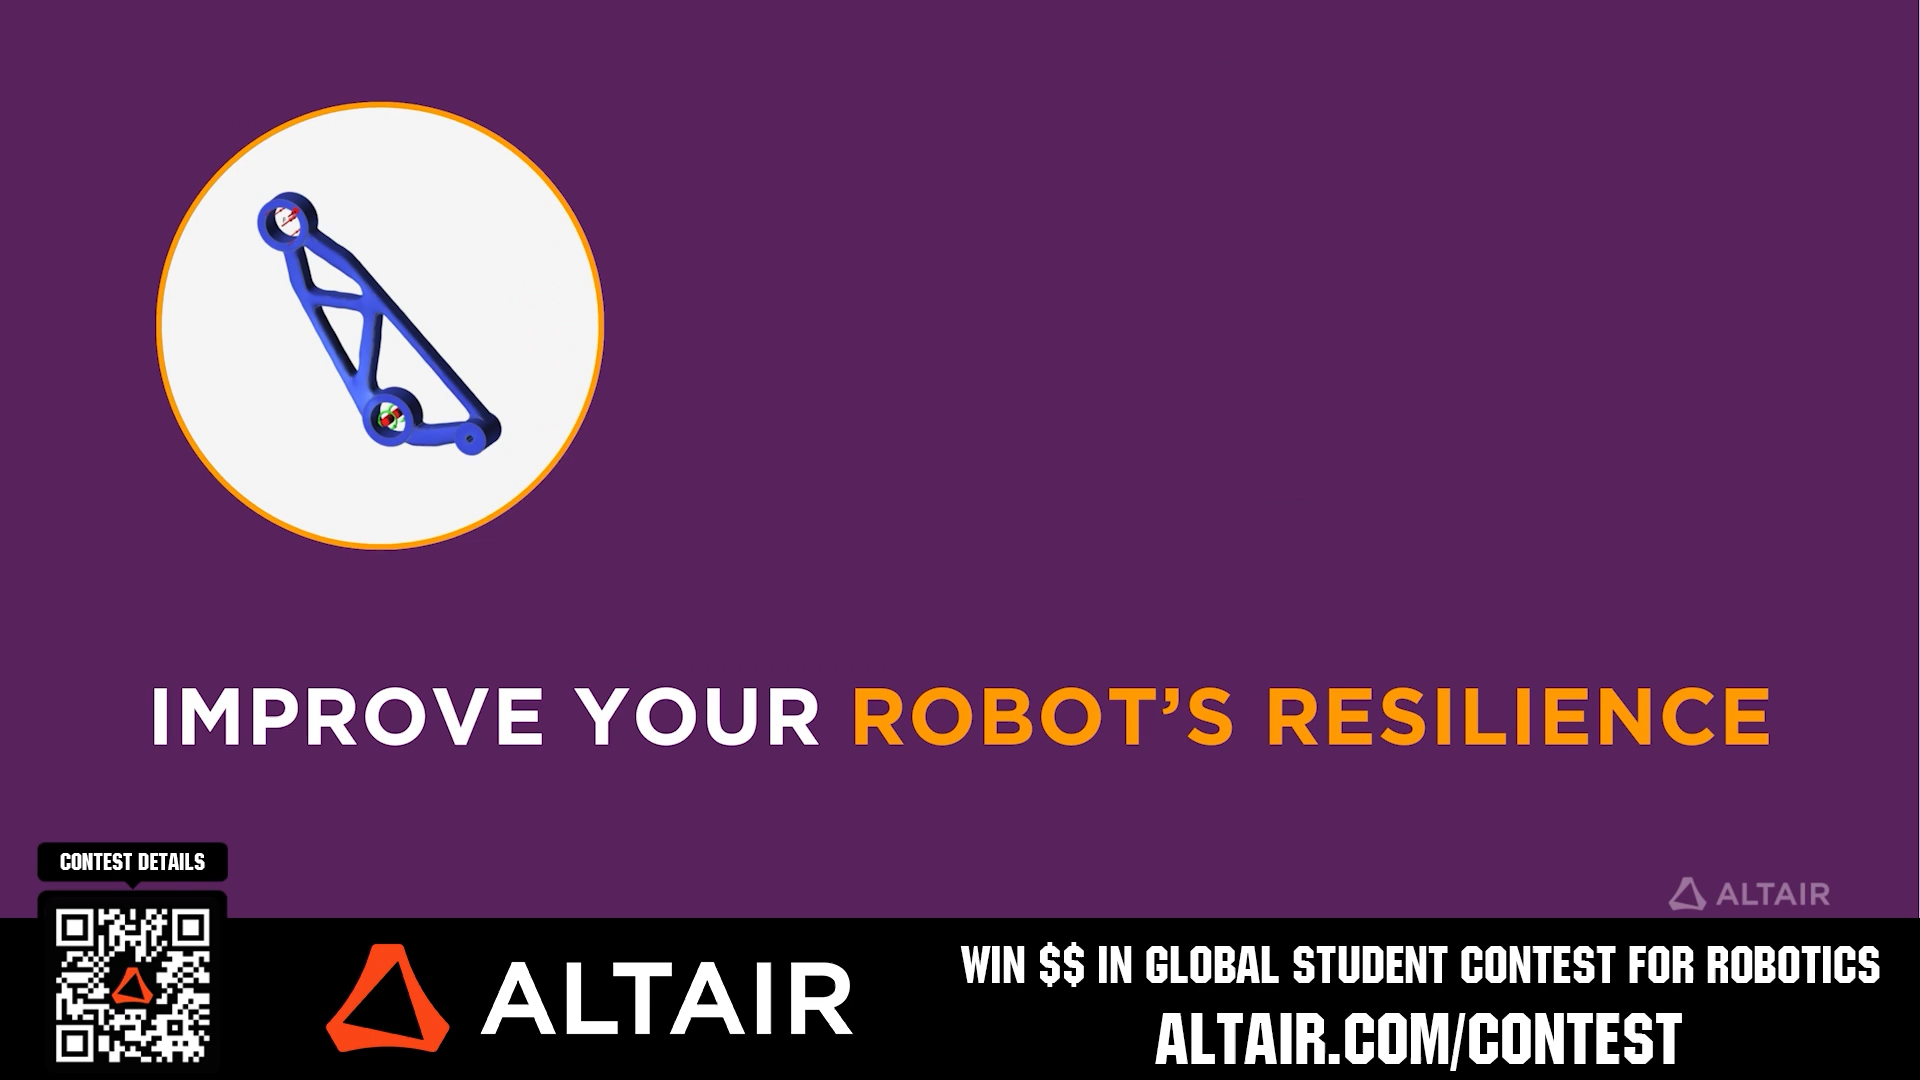 IMPROVE YOUR ROBOT'S RESILIENCE
CONTEST DETAILS
ALTAIR
ALTAIR
WIN $$ IN GLOBAL STUDENT CONTEST FOR ROBOTICS
ALTAIR.COM/CONTEST